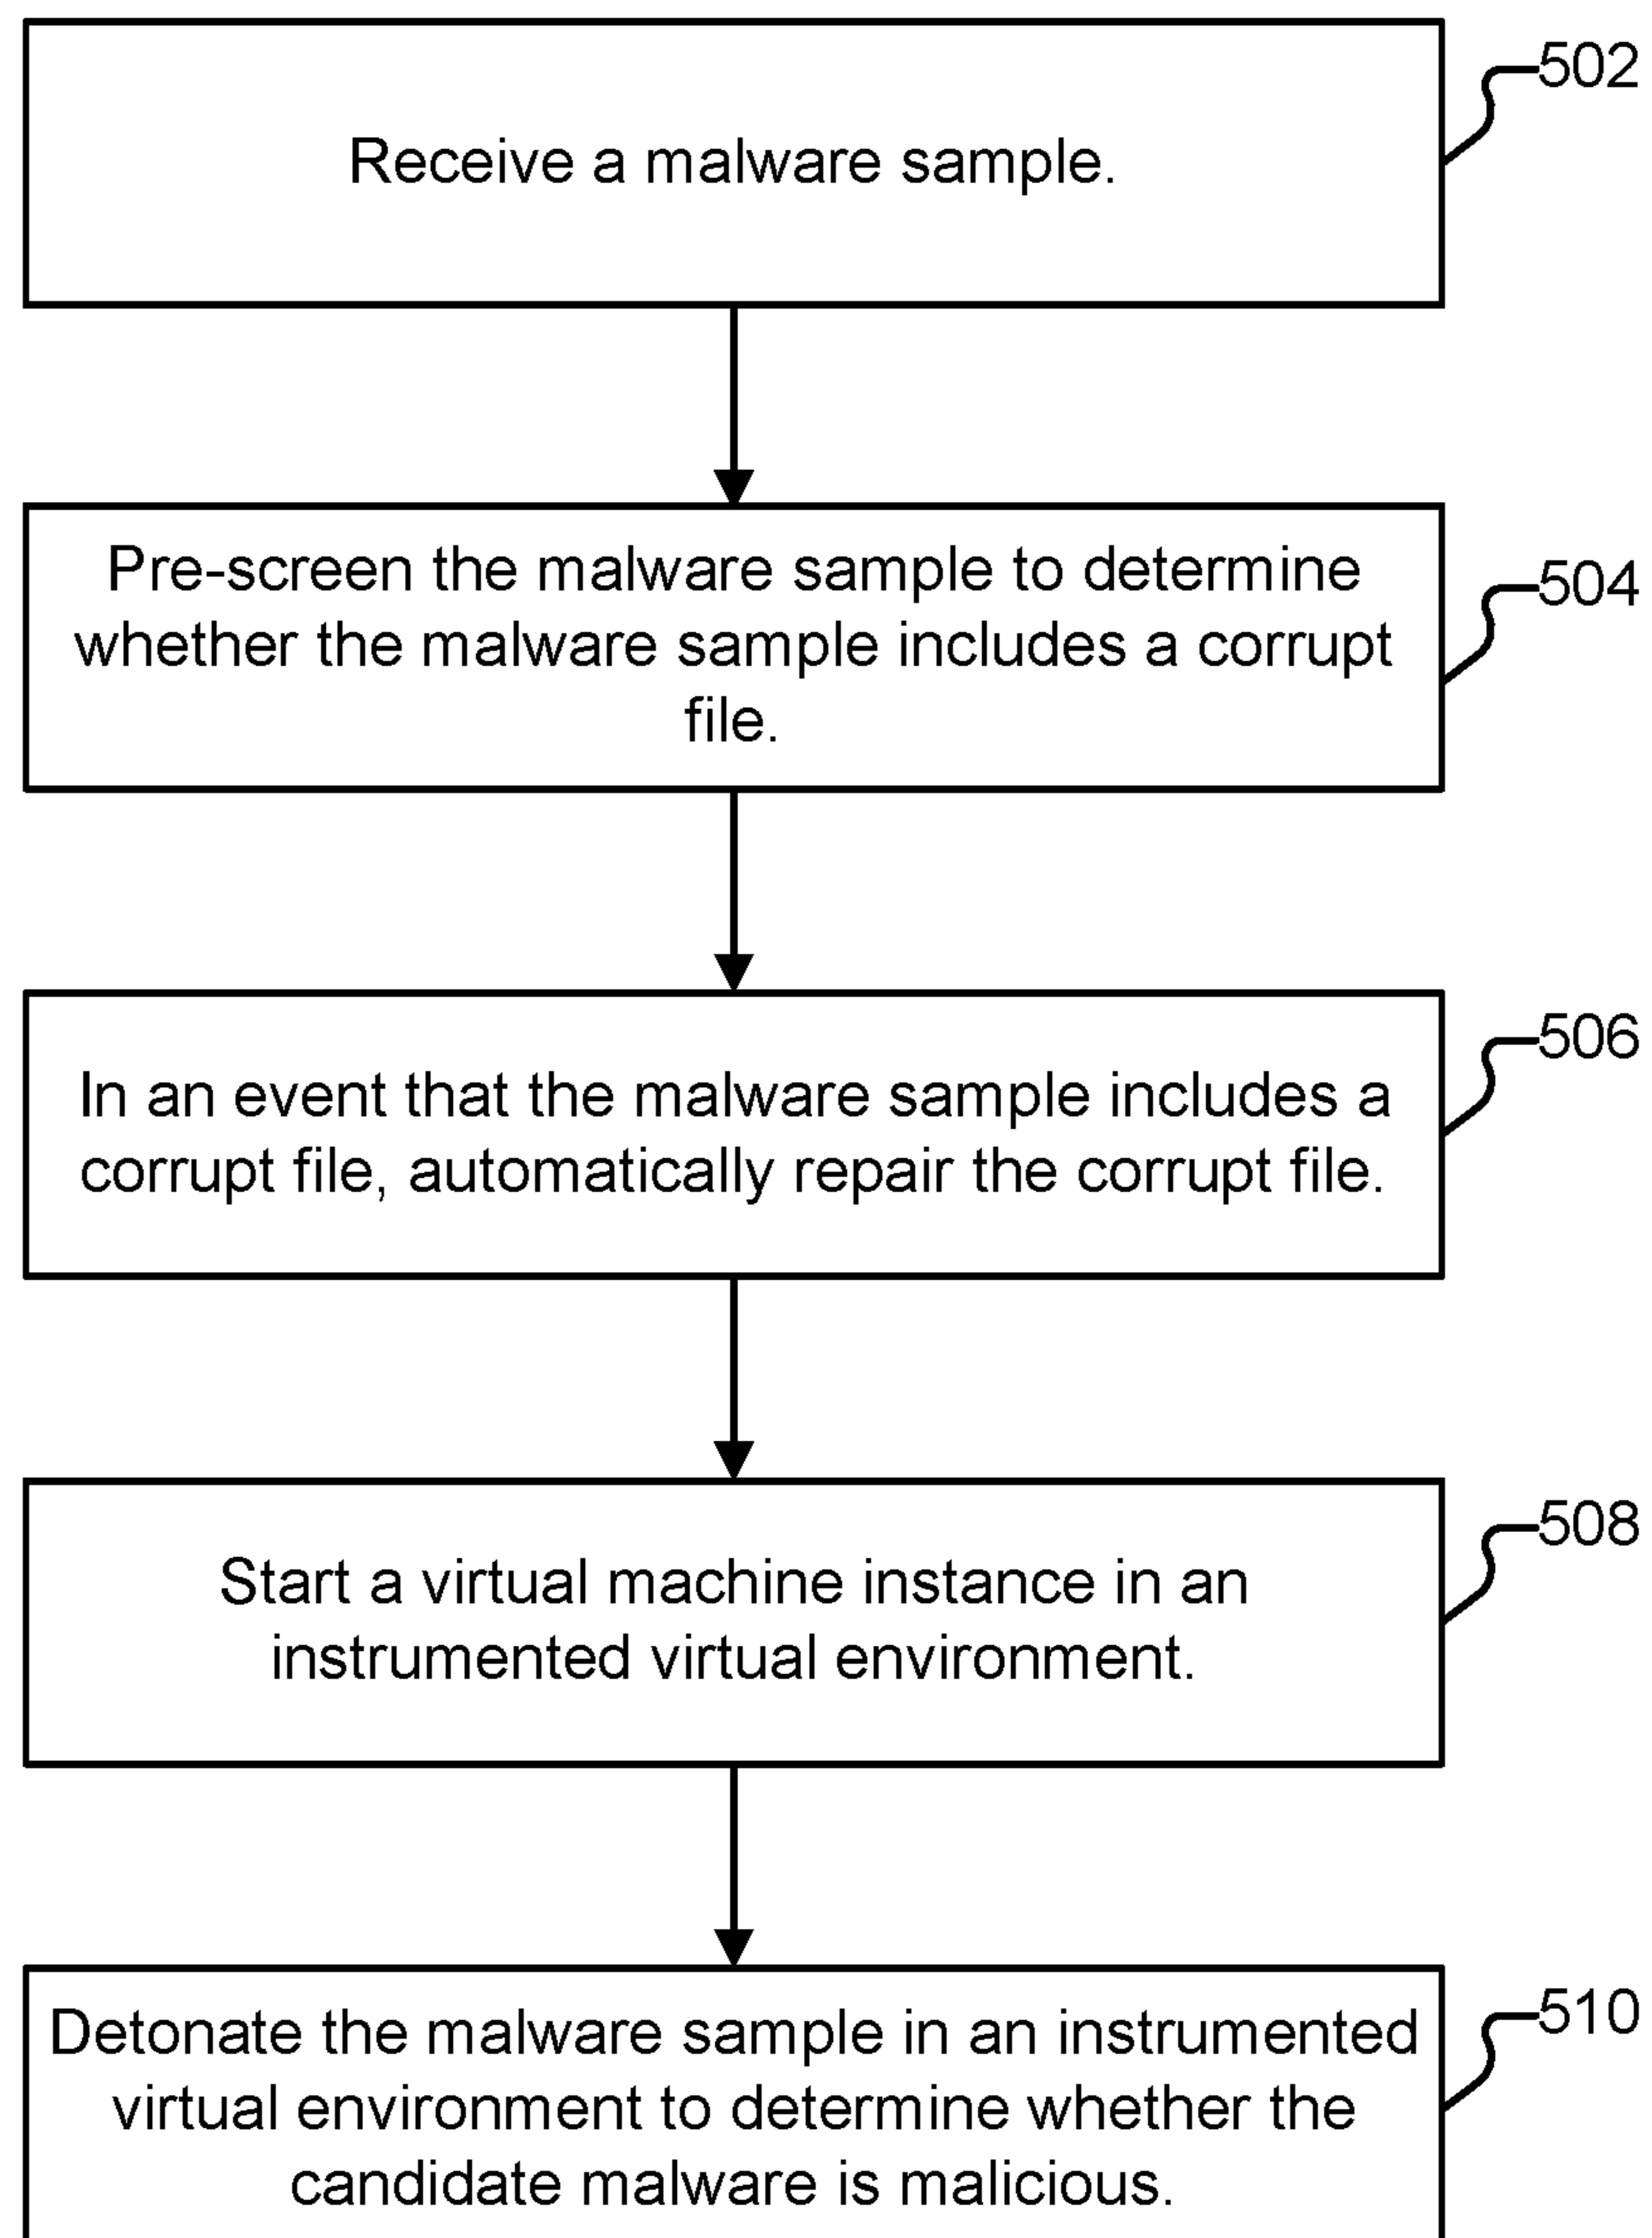 502
Receive a malware sample.
504
Pre-screen the malware sample to determine
whether the malware sample includes a corrupt
file.
506
In an event that the malware sample includes a
corrupt file, automatically repair the corrupt file.
508
Start a virtual machine instance in an
instrumented virtual environment.
510
Detonate the malware sample in an instrumented
virtual environment to determine whether the
candidate malware is malicious.